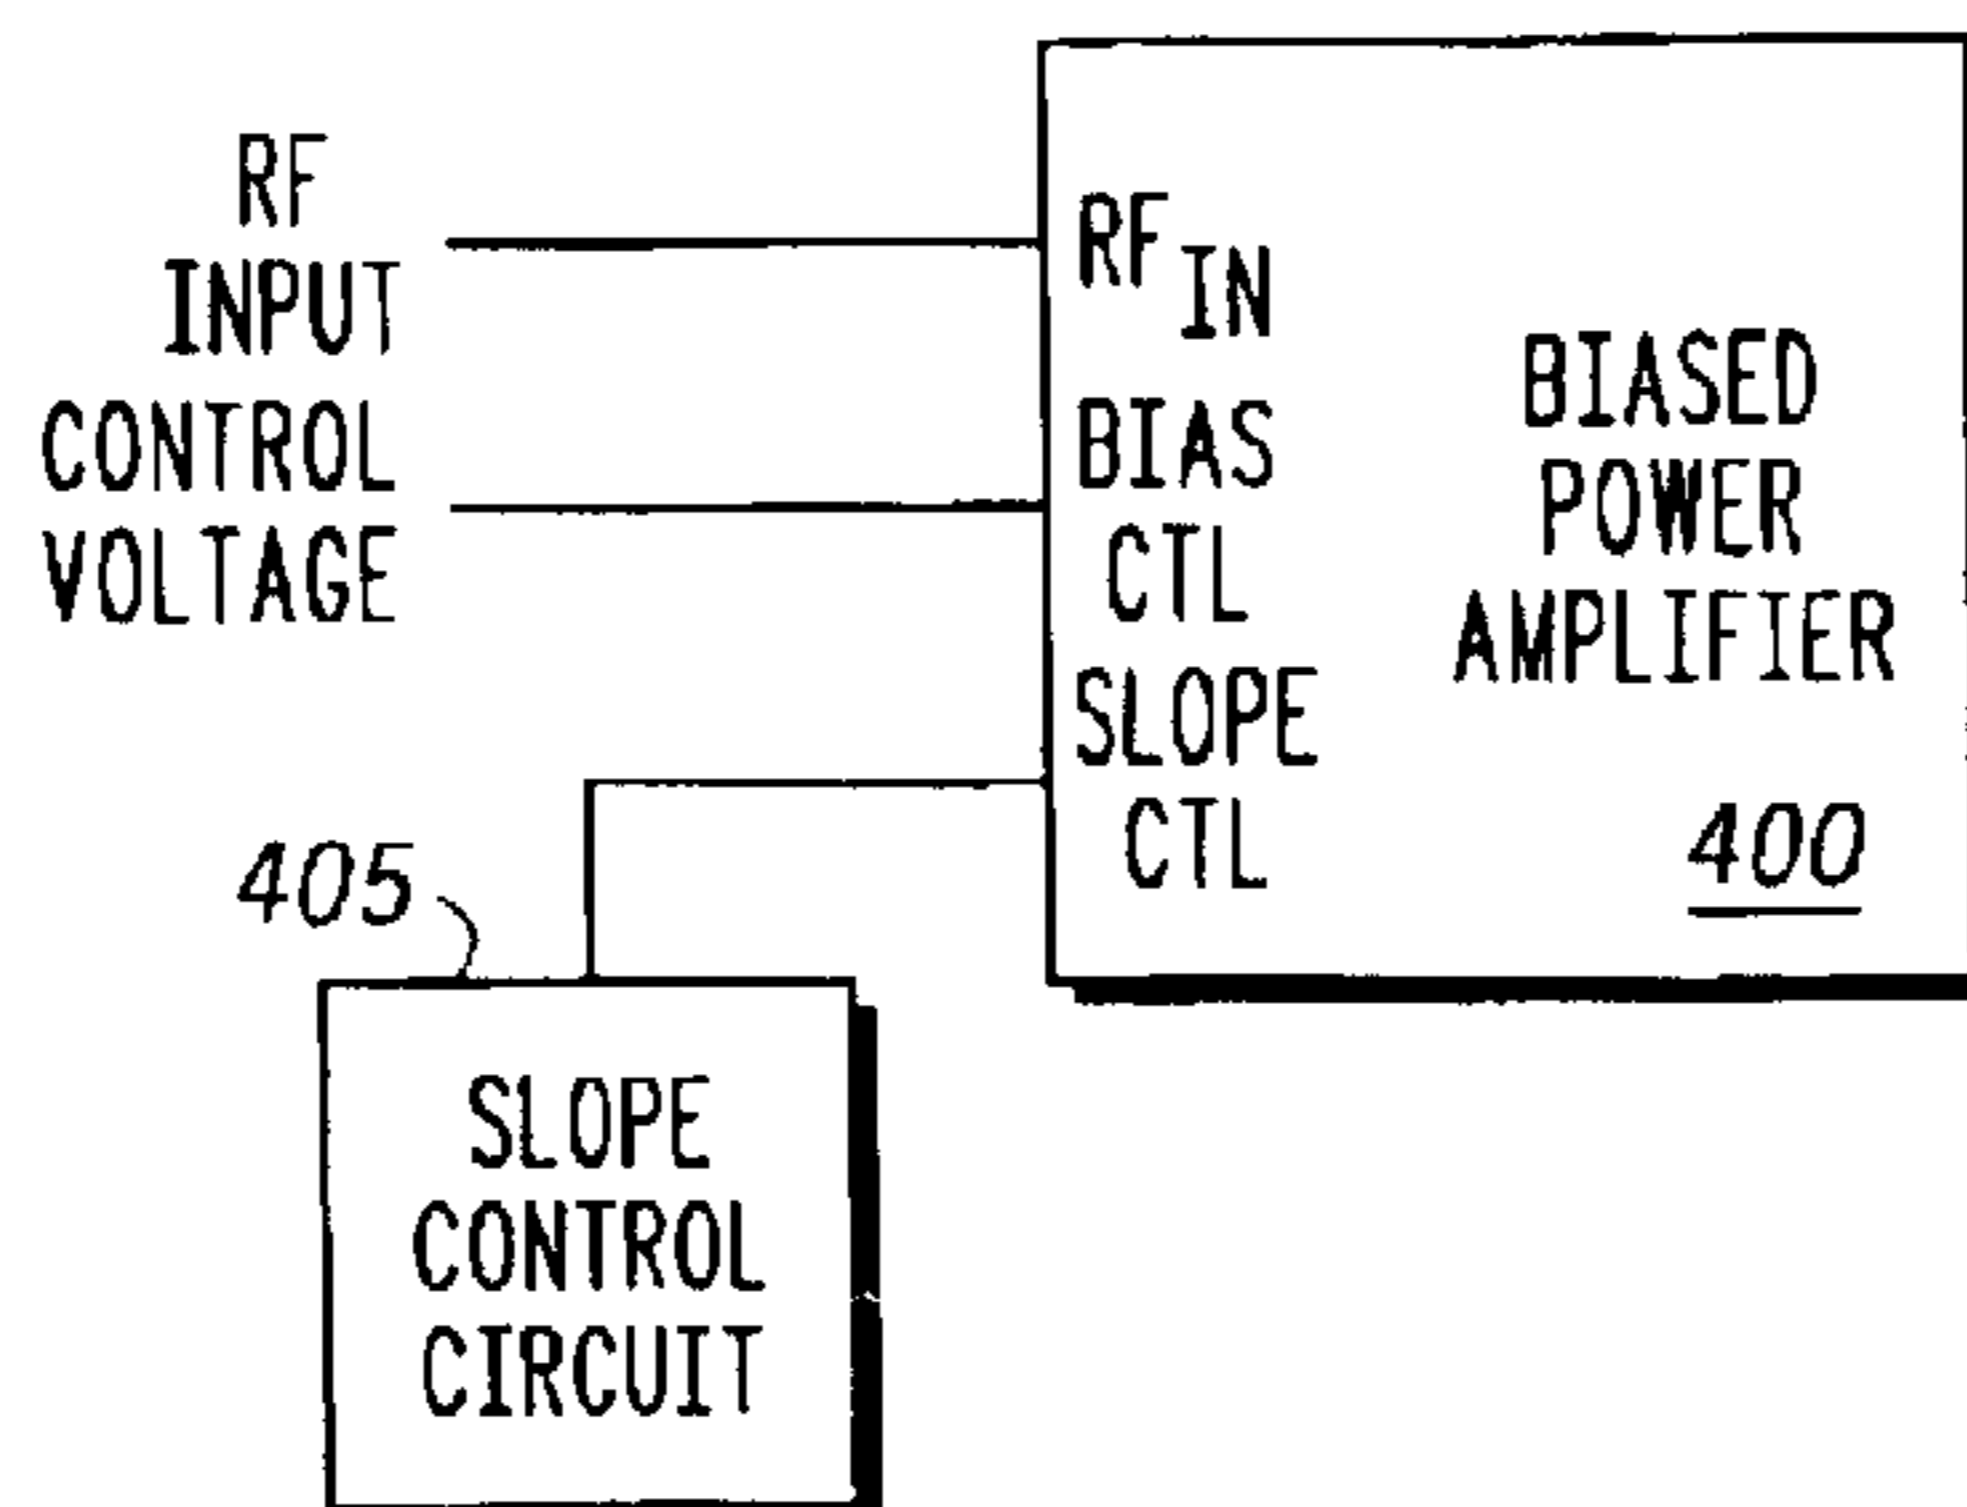 RF
INPUT
CONTROL
VOLTAGE
RF IN
BIAS
CTL
SLOPE
CTL
BIASED
POWER
AMPLIFIER
400
405
SLOPE
CONTROL
CIRCUIT